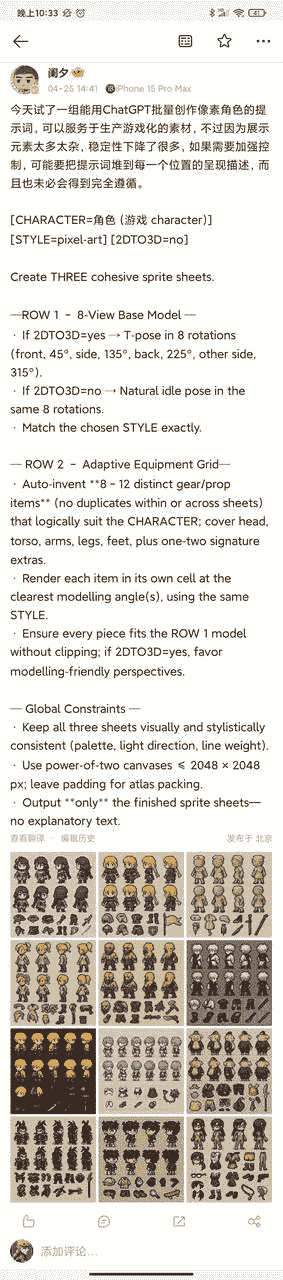 晚上10:33
41
阑夕
04-25 14:41 iPhone 15 Pro Max
今天试了一组能用ChatGPT批量创作像素角色的提
示词，可以服务于生产游戏化的素材，不过因为展示
元素太多太杂，稳定性下降了很多，如果需要加强控
制，可能要把提示词堆到每一个位置的呈现描述，而
且也未必会得到完全遵循。
[CHARACTER=角色 (游戏 character)]
[STYLE=pixel-art] [2DTO3D=no]
Create THREE cohesive sprite sheets.
—ROW 1 – 8-View Base Model —
· If 2DTO3D=yes → T-pose in 8 rotations
(front, 45°, side, 135°, back, 225°, other side,
315°).
· If 2DTO3D=no → Natural idle pose in the
same 8 rotations.
· Match the chosen STYLE exactly.
— ROW 2 – Adaptive Equipment Grid—
· Auto-invent **8 – 12 distinct gear/prop
items** (no duplicates within or across sheets)
that logically suit the CHARACTER; cover head,
torso, arms, legs, feet, plus one-two signature
extras.
· Render each item in its own cell at the
clearest modelling angle(s), using the same
STYLE.
· Ensure every piece fits the ROW 1 model
without clipping; if 2DTO3D=yes, favor
modelling-friendly perspectives.
— Global Constraints —
· Keep all three sheets visually and stylistically
consistent (palette, light direction, line weight).
· Use power-of-two canvases ≤ 2048 × 2048
px; leave padding for atlas packing.
· Output **only** the finished sprite sheets—
no explanatory text.
查看翻译 · 编辑历史 发布于 北京
添加评论...